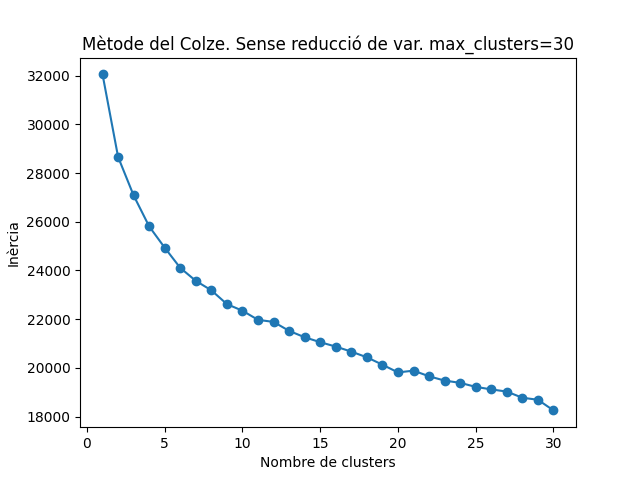 Mètode del Colze. Sense reducció de var. max_clusters=30
32000
30000
28000
26000
24000
22000
20000
18000
Inèrcia
0 5 10 15 20 25 30
Nombre de clusters